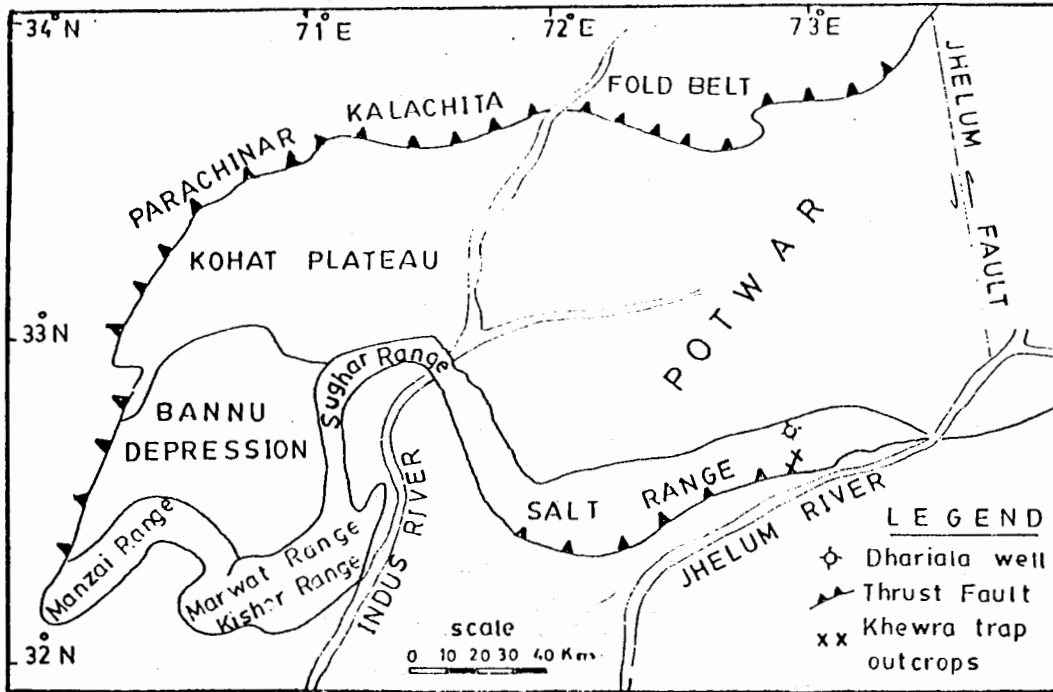 34°N
71°E
72°E
73°E
JHELUM FAULT
FOLD BELT
KALACHITA
PARACHINAR
KOHAT PLATEAU
POTWAR
33°N
Sughar Range
BANNU
DEPRESSION
SALT RANGE
INDUS RIVER
JHELUM RIVER
Manzai Range
Marwat Range
Range
32°N
scale
0 10 20 30 40 Km.
LEGEND
Dhariala well
Thrust Fault
xx Khewra trap
outcrops